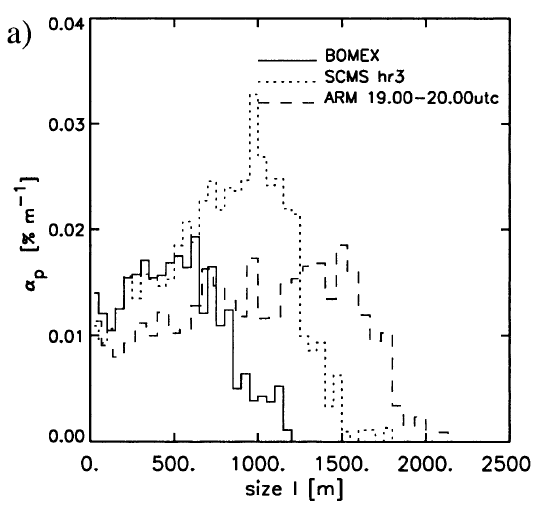 a)
0.04
BOMEX
SCMS hr3
ARM 19.00-20.00utc
0.03
αp [% m⁻¹]
0.02
0.01
0.00
0. 500. 1000. 1500. 2000. 2500
size l [m]